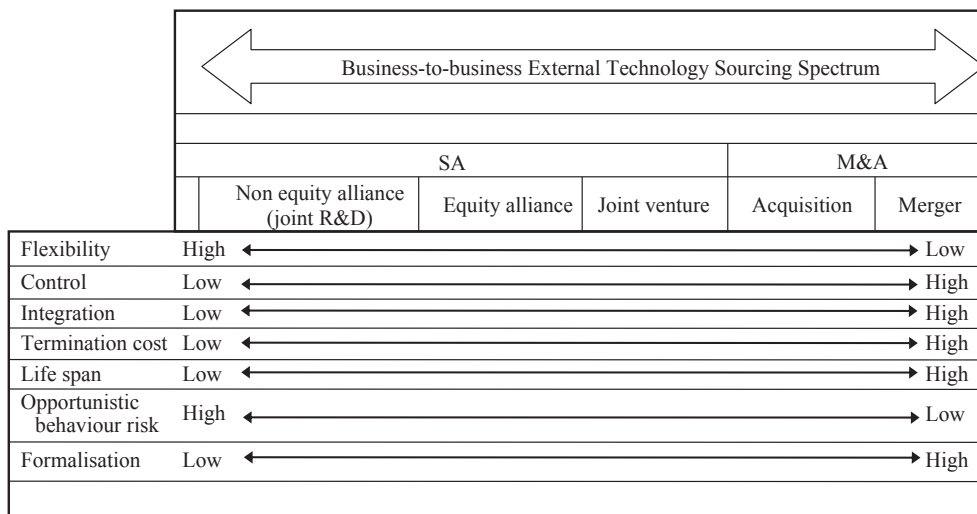 Business-to-business External Technology Sourcing Spectrum
SA M&A
Non equity alliance
(joint R&D) Equity alliance Joint venture Acquisition Merger
Flexibility High Low
Control Low High
Integration Low High
Termination cost Low High
Life span Low High
Opportunistic
behaviour risk High Low
Formalisation Low High